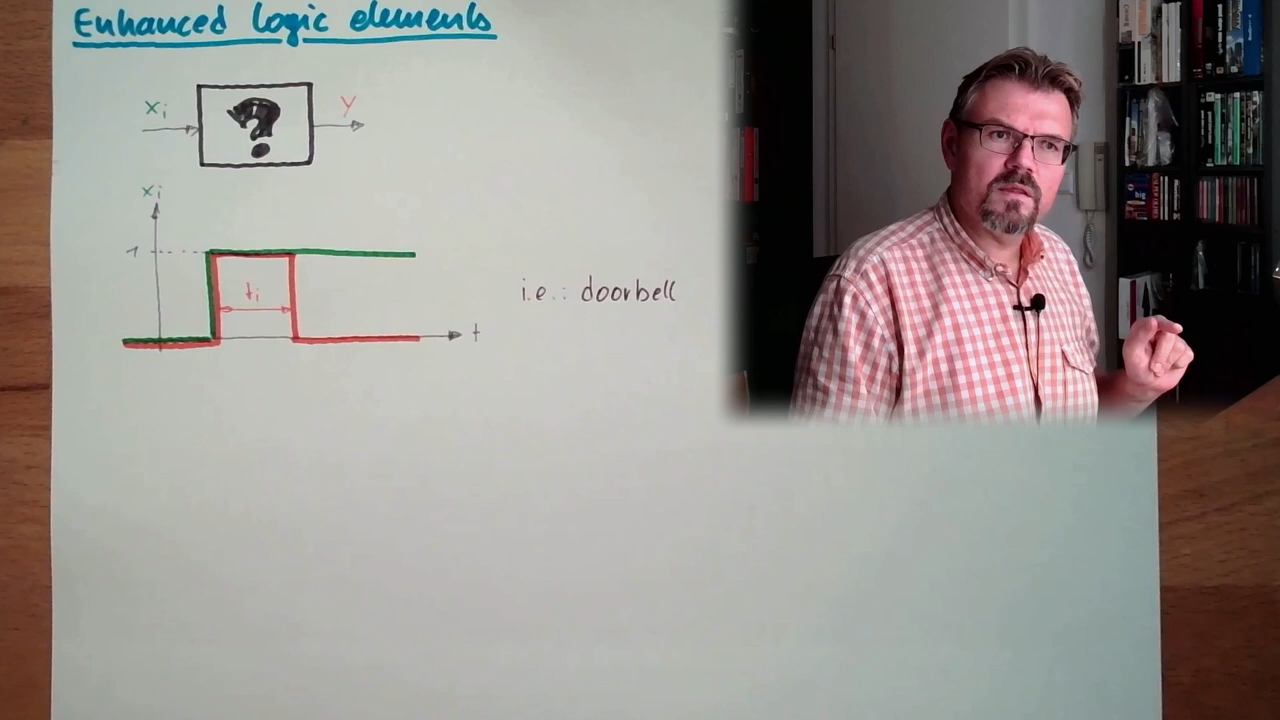 Enhanced logic elements
xi
?
y
xi
1
ti
t
i.e.: doorbell